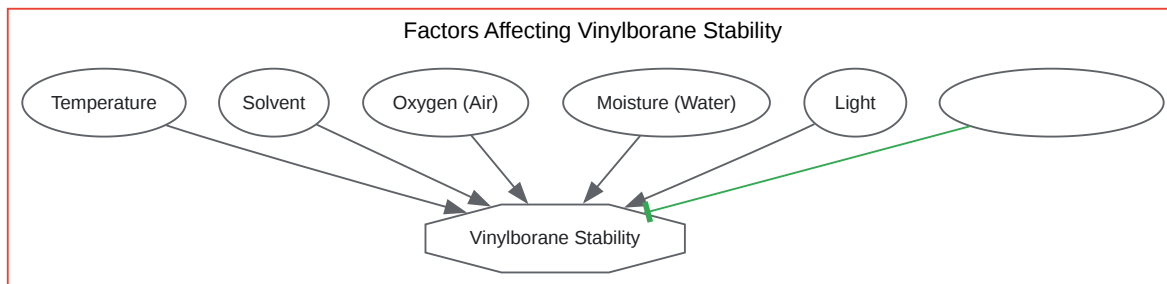 Factors Affecting Vinylborane Stability
Temperature
Solvent
Oxygen (Air)
Moisture (Water)
Light
Vinylborane Stability